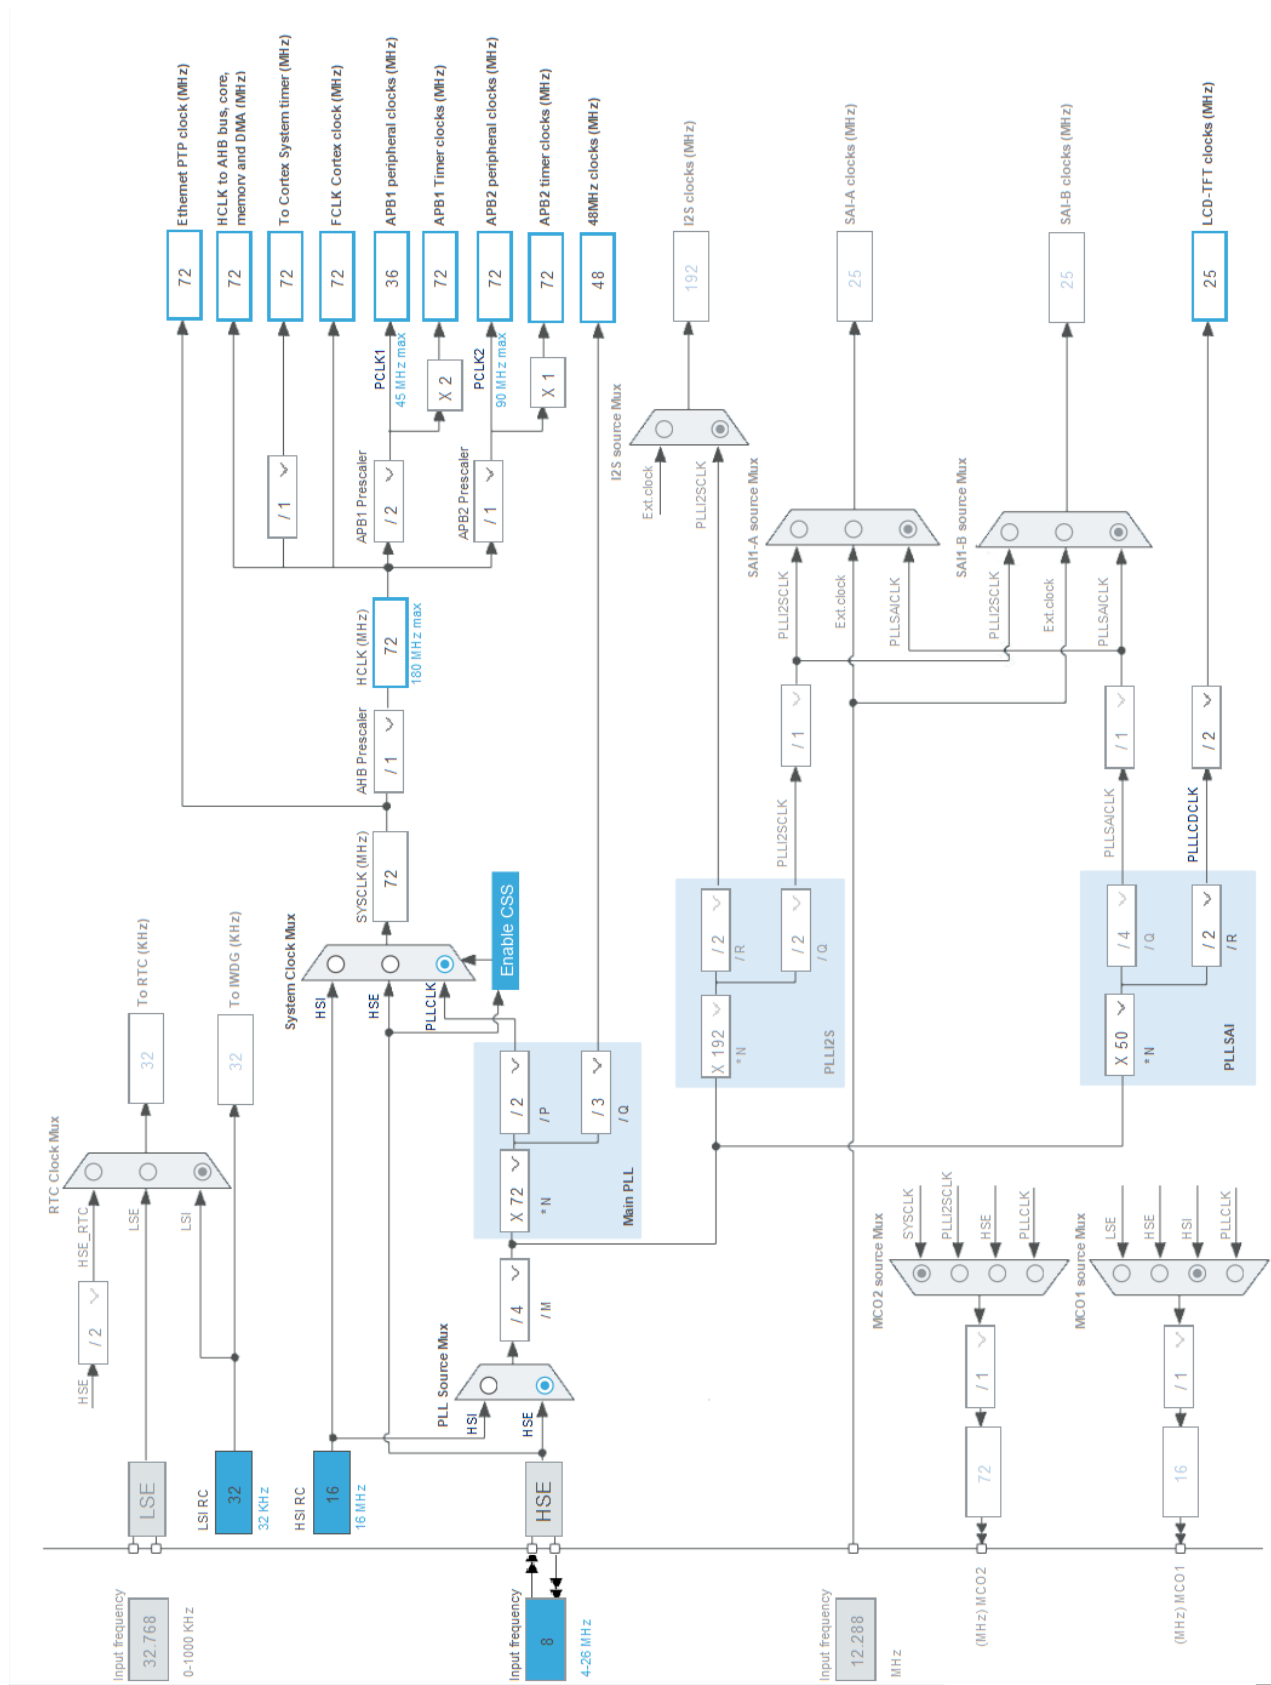 Input frequency
32.768
0-1000 KHz
LSE
HSE
/ 2
HSE_RTC
LSE
LSI
RTC Clock Mux
32
To RTC (KHz)
LSI RC
32
32 KHz
32
To IWDG (KHz)
HSI RC
16
16 MHz
Input frequency
8
4-26 MHz
HSE
PLL Source Mux
HSI
HSE
/ 4
/ M
X 72
* N
/ 2
/ P
/ 3
/ Q
Main PLL
System Clock Mux
HSI
HSE
PLLCLK
Enable CSS
SYSCLK (MHz)
72
AHB Prescaler
/ 1
HCLK (MHz)
72
180 MHz max
/ 1
APB1 Prescaler
/ 2
APB2 Prescaler
/ 1
PCLK1
45 MHz max
X 2
PCLK2
90 MHz max
X 1
72
Ethernet PTP clock (MHz)
72
HCLK to AHB bus, core,
memory and DMA (MHz)
72
To Cortex System timer (MHz)
72
FCLK Cortex clock (MHz)
36
APB1 peripheral clocks (MHz)
72
APB1 Timer clocks (MHz)
72
APB2 peripheral clocks (MHz)
72
APB2 timer clocks (MHz)
48
48MHz clocks (MHz)
X 192
* N
/ 2
/ R
/ 2
/ Q
PLLI2S
I2S source Mux
Ext.clock
PLLI2SCLK
192
I2S clocks (MHz)
PLLI2SCLK
/ 1
SAI1-A source Mux
PLLI2SCLK
Ext.clock
PLLSAICLK
25
SAI-A clocks (MHz)
SAI1-B source Mux
PLLI2SCLK
Ext.clock
PLLSAICLK
25
SAI-B clocks (MHz)
X 50
* N
/ 4
/ Q
/ 2
/ R
PLLSAI
PLLSAICLK
/ 1
PLLLCDCLK
/ 2
25
LCD-TFT clocks (MHz)
Input frequency
12.288
MHz
MCO2 source Mux
SYSCLK
PLLI2SCLK
HSE
PLLCLK
/ 1
72
(MHz) MCO2
MCO1 source Mux
LSE
HSE
HSI
PLLCLK
/ 1
16
(MHz) MCO1